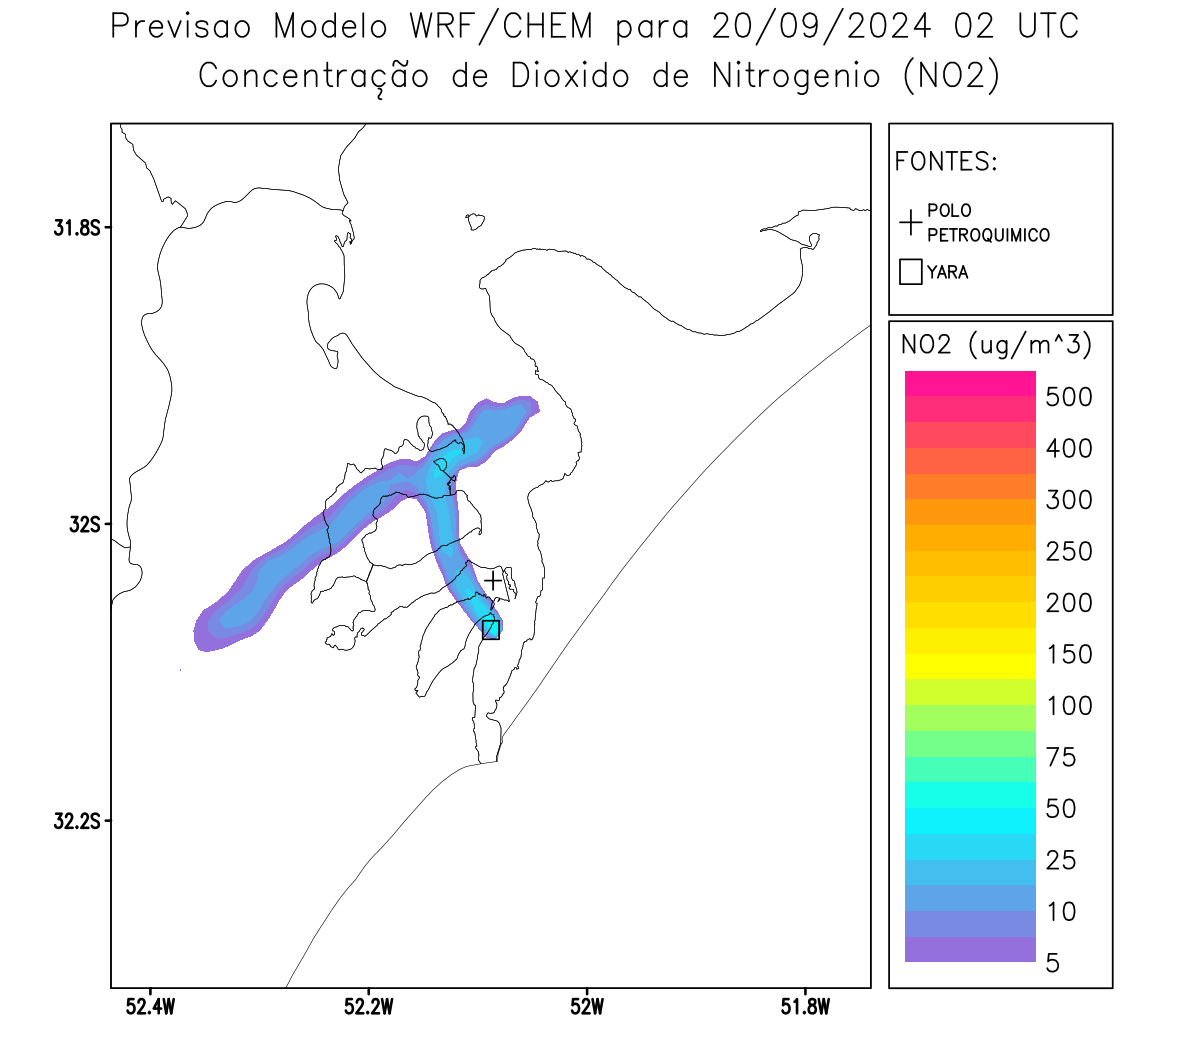 Previsao Modelo WRF/CHEM para 20/09/2024 02 UTC
Concentração de Dioxido de Nitrogenio (NO2)
FONTES:
POLO
PETROQUIMICO
YARA
31.8S
32S
32.2S
52.4W
52.2W
52W
51.8W
NO2 (ug/m^3)
500
400
300
250
200
150
100
75
50
25
10
5